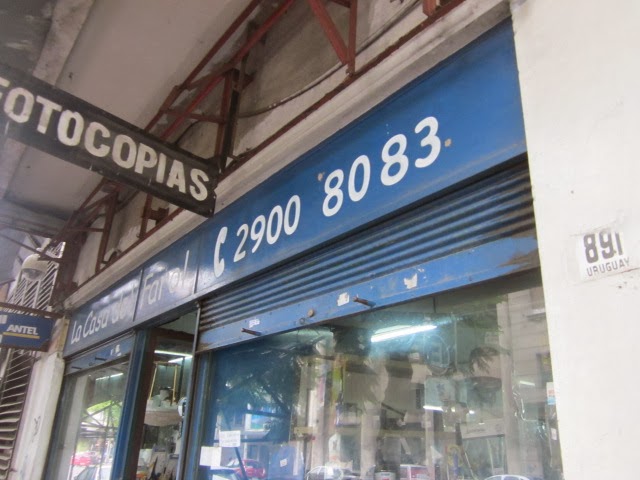 FOTOCOPIAS
La Casa del Farol
2900 8083
891
URUGUAY
ANTEL